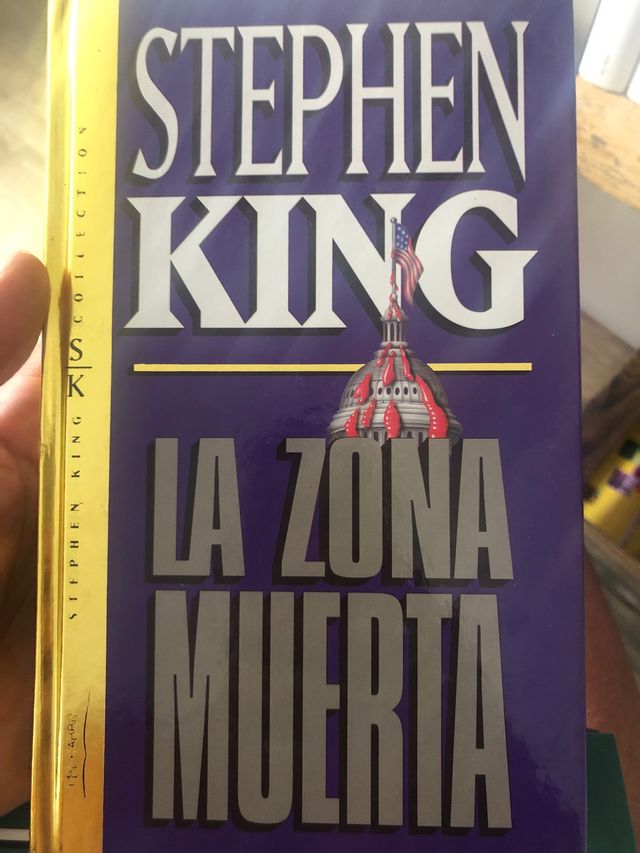 STEPHEN
KING
LA ZONA
MUERTA
STEPHEN KING SK COLLECTION